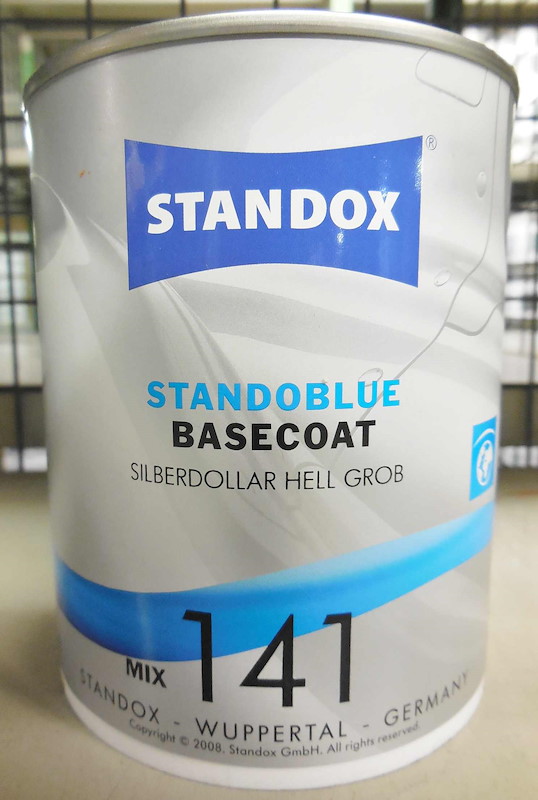 STANDOX®
STANDOBLUE
BASECOAT
SILBERDOLLAR HELL GROB
MIX 141
STANDOX - WUPPERTAL - GERMANY
Copyright © 2008. Standox GmbH. All rights reserved.